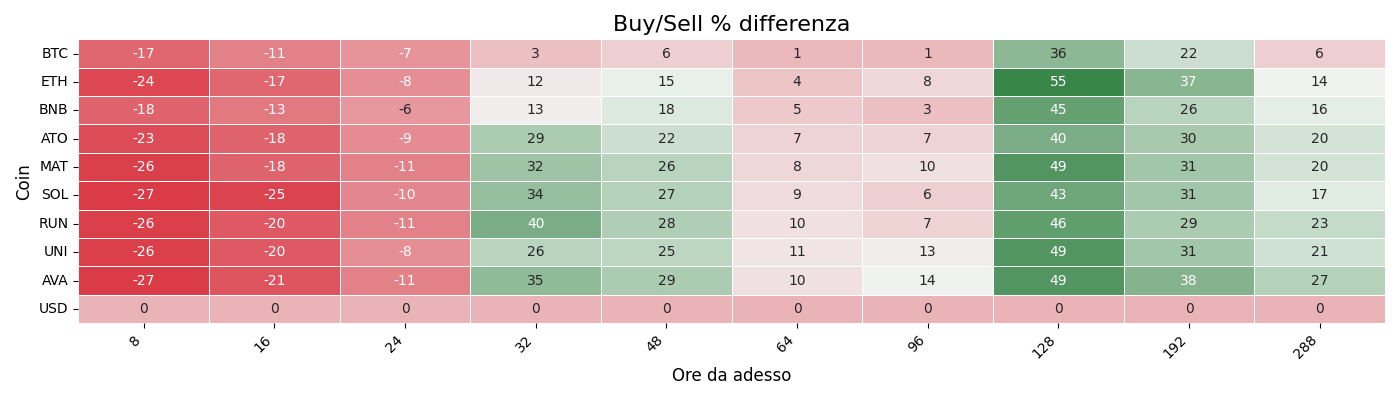 Buy/Sell % differenza
Coin
BTC -17 -11 -7 3 6 1 1 36 22 6
ETH -24 -17 -8 12 15 4 8 55 37 14
BNB -18 -13 -6 13 18 5 3 45 26 16
ATO -23 -18 -9 29 22 7 7 40 30 20
MAT -26 -18 -11 32 26 8 10 49 31 20
SOL -27 -25 -10 34 27 9 6 43 31 17
RUN -26 -20 -11 40 28 10 7 46 29 23
UNI -26 -20 -8 26 25 11 13 49 31 21
AVA -27 -21 -11 35 29 10 14 49 38 27
USD 0 0 0 0 0 0 0 0 0 0
8 16 24 32 48 64 96 128 192 288
Ore da adesso